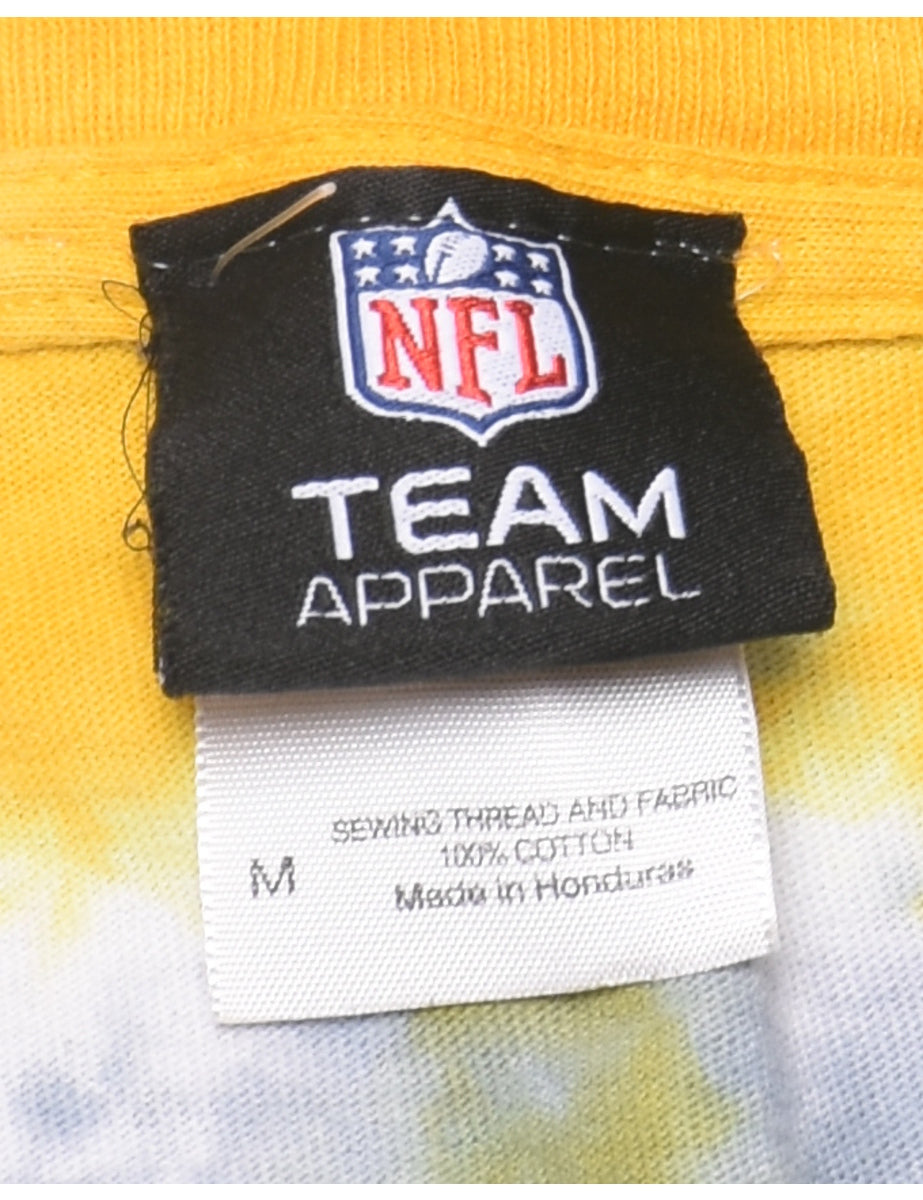 NFL
TEAM
APPAREL
SEWING THREAD AND FABRIC
100% COTTON
M
Made in Honduras